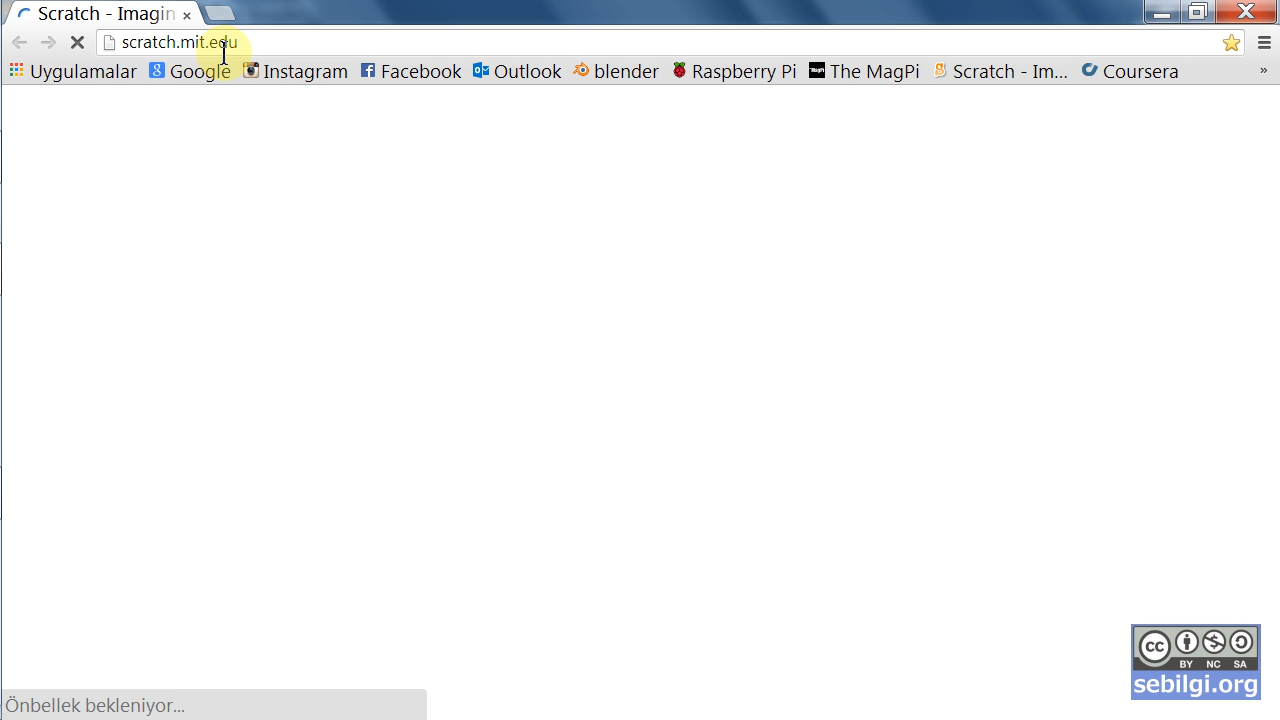 Scratch - Imagin
scratch.mit.edu
Uygulamalar Google Instagram Facebook Outlook blender Raspberry Pi The MagPi Scratch - Im... Coursera »
cc BY NC SA
sebilgi.org
Önbellek bekleniyor...